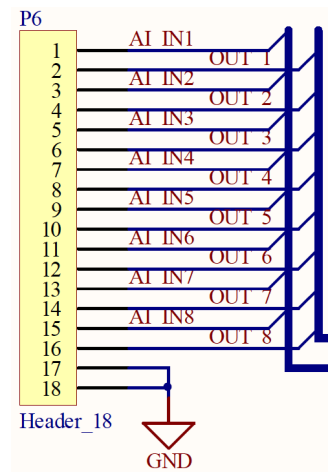 P6
1 AI_IN1
2 OUT_1
3 AI_IN2
4 OUT_2
5 AI_IN3
6 OUT_3
7 AI_IN4
8 OUT_4
9 AI_IN5
10 OUT_5
11 AI_IN6
12 OUT_6
13 AI_IN7
14 OUT_7
15 AI_IN8
16 OUT_8
17
18
Header_18
GND